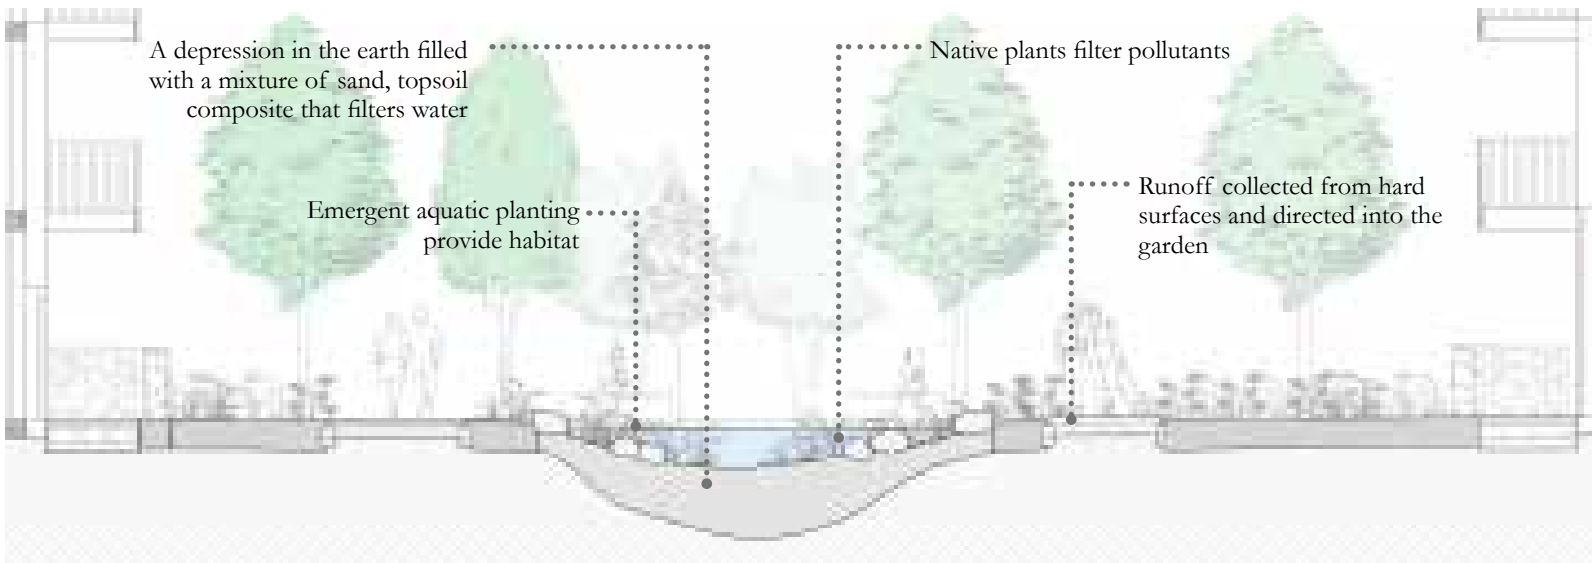 A depression in the earth filled
with a mixture of sand, topsoil
composite that filters water
Native plants filter pollutants
Emergent aquatic planting
provide habitat
Runoff collected from hard
surfaces and directed into the
garden